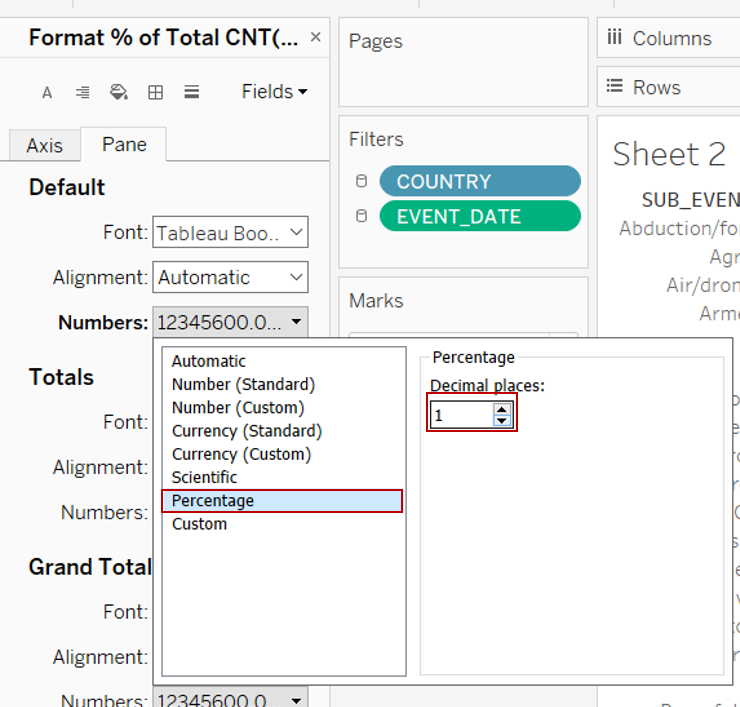 Format % of Total CNT(...
×
A
Fields
Axis
Pane
Default
Font:
Tableau Boo..
Alignment:
Automatic
Numbers:
12345600.0...
Totals
Font:
Alignment:
Numbers:
Grand Total
Font:
Alignment:
Numbers:
12345600.0
Automatic
Number (Standard)
Number (Custom)
Currency (Standard)
Currency (Custom)
Scientific
Percentage
Custom
Percentage
Decimal places:
1
Pages
Filters
COUNTRY
EVENT_DATE
Marks
Columns
Rows
Sheet 2
SUB_EVEN
Abduction/fo
Agr
Air/dron
Arme